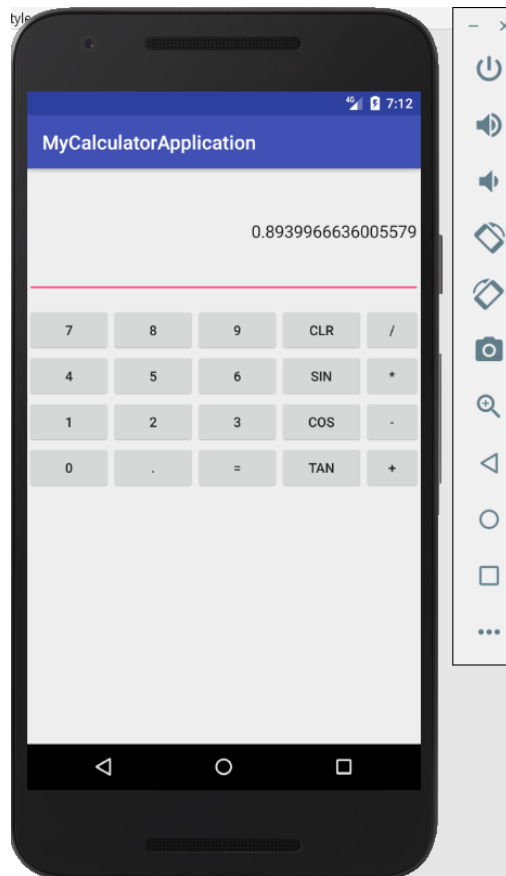 tyle
4G 7:12
MyCalculatorApplication
0.8939966636005579
7 8 9 CLR /
4 5 6 SIN *
1 2 3 COS -
0 . = TAN +